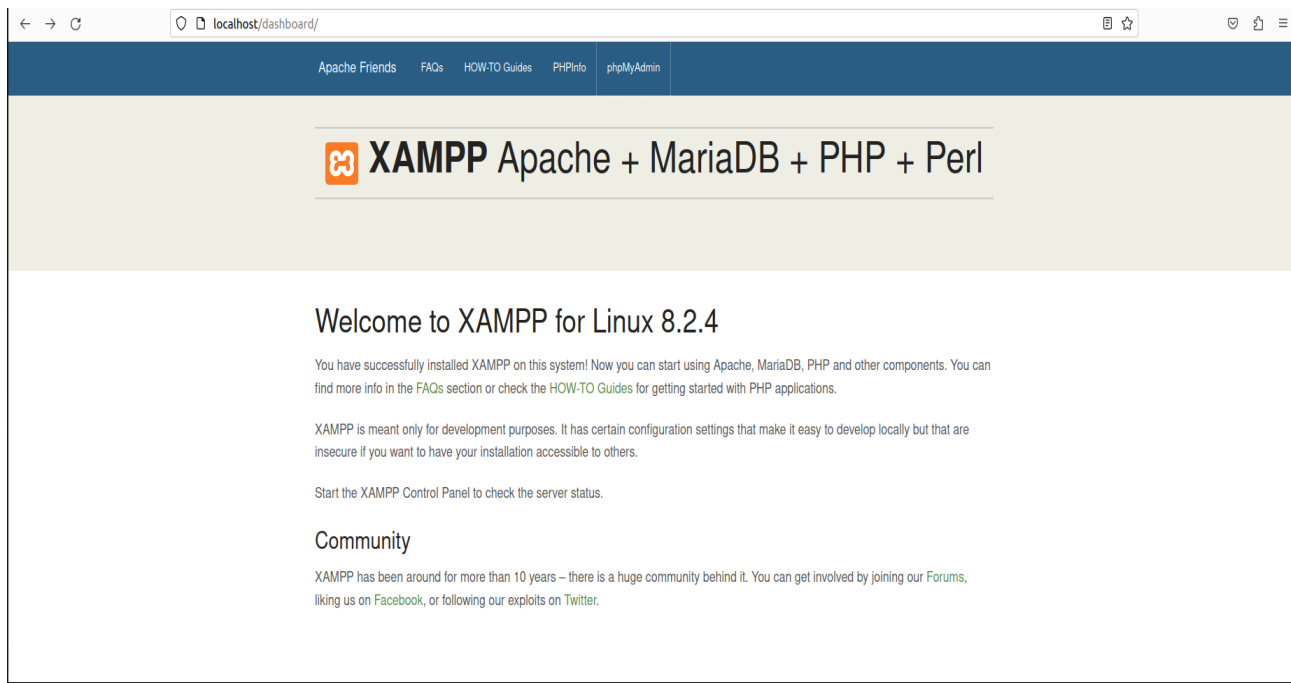 localhost/dashboard/
Apache Friends FAQs HOW-TO Guides PHPInfo phpMyAdmin
XAMPP Apache + MariaDB + PHP + Perl
Welcome to XAMPP for Linux 8.2.4
You have successfully installed XAMPP on this system! Now you can start using Apache, MariaDB, PHP and other components. You can
find more info in the FAQs section or check the HOW-TO Guides for getting started with PHP applications.
XAMPP is meant only for development purposes. It has certain configuration settings that make it easy to develop locally but that are
insecure if you want to have your installation accessible to others.
Start the XAMPP Control Panel to check the server status.
Community
XAMPP has been around for more than 10 years – there is a huge community behind it. You can get involved by joining our Forums,
liking us on Facebook, or following our exploits on Twitter.